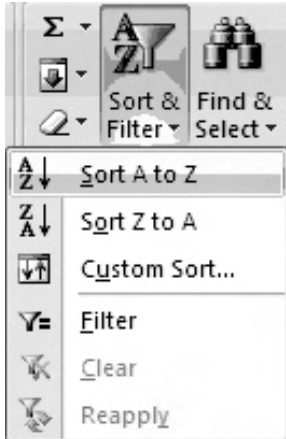 Σ
A
Z
Sort & Find &
Filter Select
A
Z Sort A to Z
Z
A Sort Z to A
Custom Sort...
Filter
Clear
Reapply